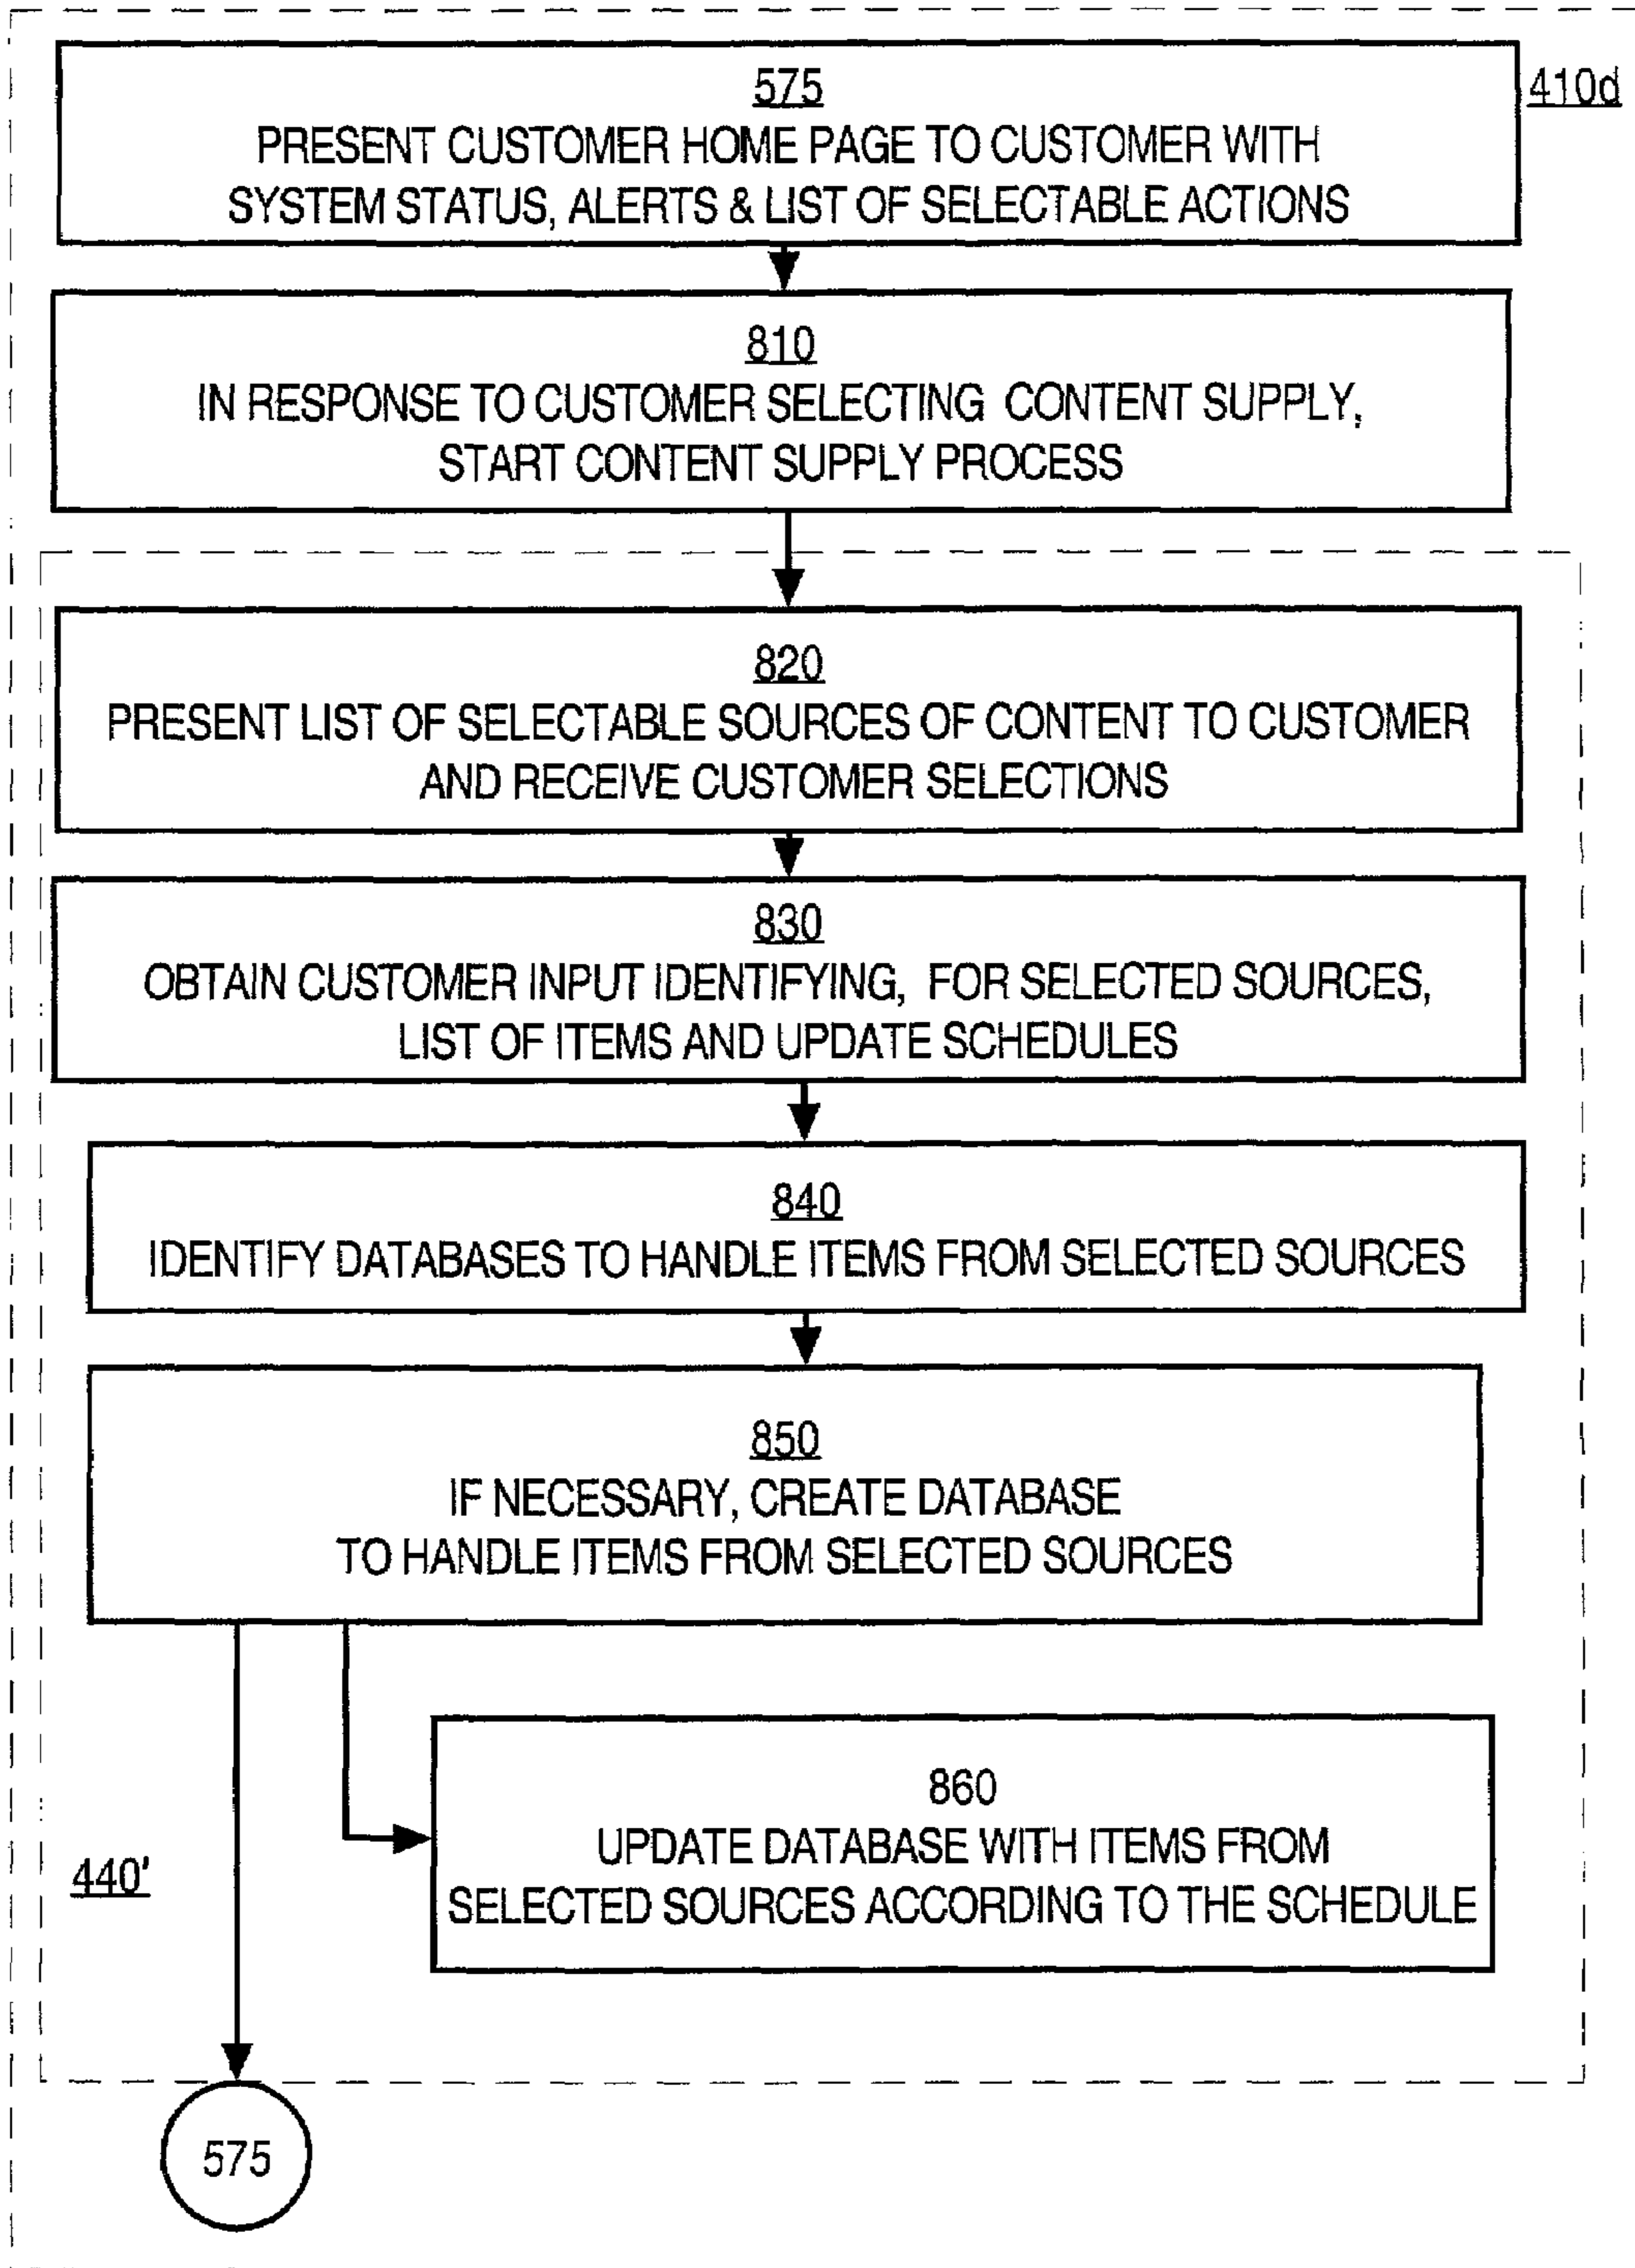 575
410d
PRESENT CUSTOMER HOME PAGE TO CUSTOMER WITH
SYSTEM STATUS, ALERTS & LIST OF SELECTABLE ACTIONS
810
IN RESPONSE TO CUSTOMER SELECTING CONTENT SUPPLY,
START CONTENT SUPPLY PROCESS
820
PRESENT LIST OF SELECTABLE SOURCES OF CONTENT TO CUSTOMER
AND RECEIVE CUSTOMER SELECTIONS
830
OBTAIN CUSTOMER INPUT IDENTIFYING, FOR SELECTED SOURCES,
LIST OF ITEMS AND UPDATE SCHEDULES
840
IDENTIFY DATABASES TO HANDLE ITEMS FROM SELECTED SOURCES
850
IF NECESSARY, CREATE DATABASE
TO HANDLE ITEMS FROM SELECTED SOURCES
860
UPDATE DATABASE WITH ITEMS FROM
SELECTED SOURCES ACCORDING TO THE SCHEDULE
440'
575